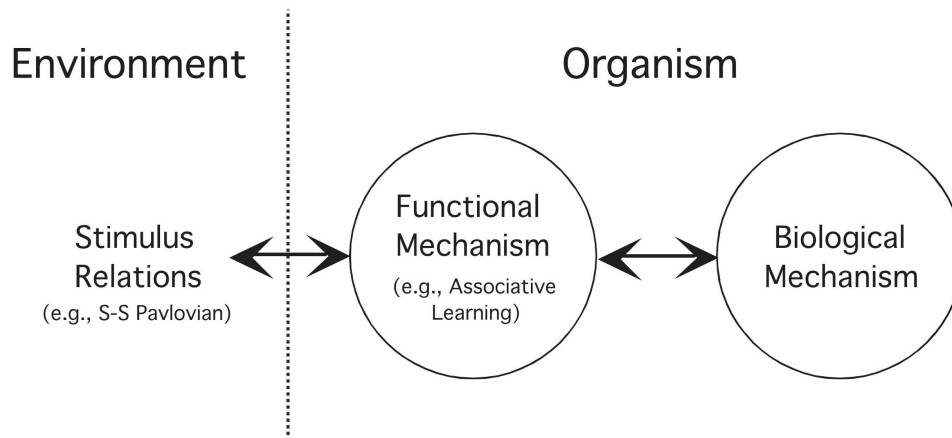 Environment
Organism
Stimulus
Relations
(e.g., S-S Pavlovian)
Functional
Mechanism
(e.g., Associative
Learning)
Biological
Mechanism